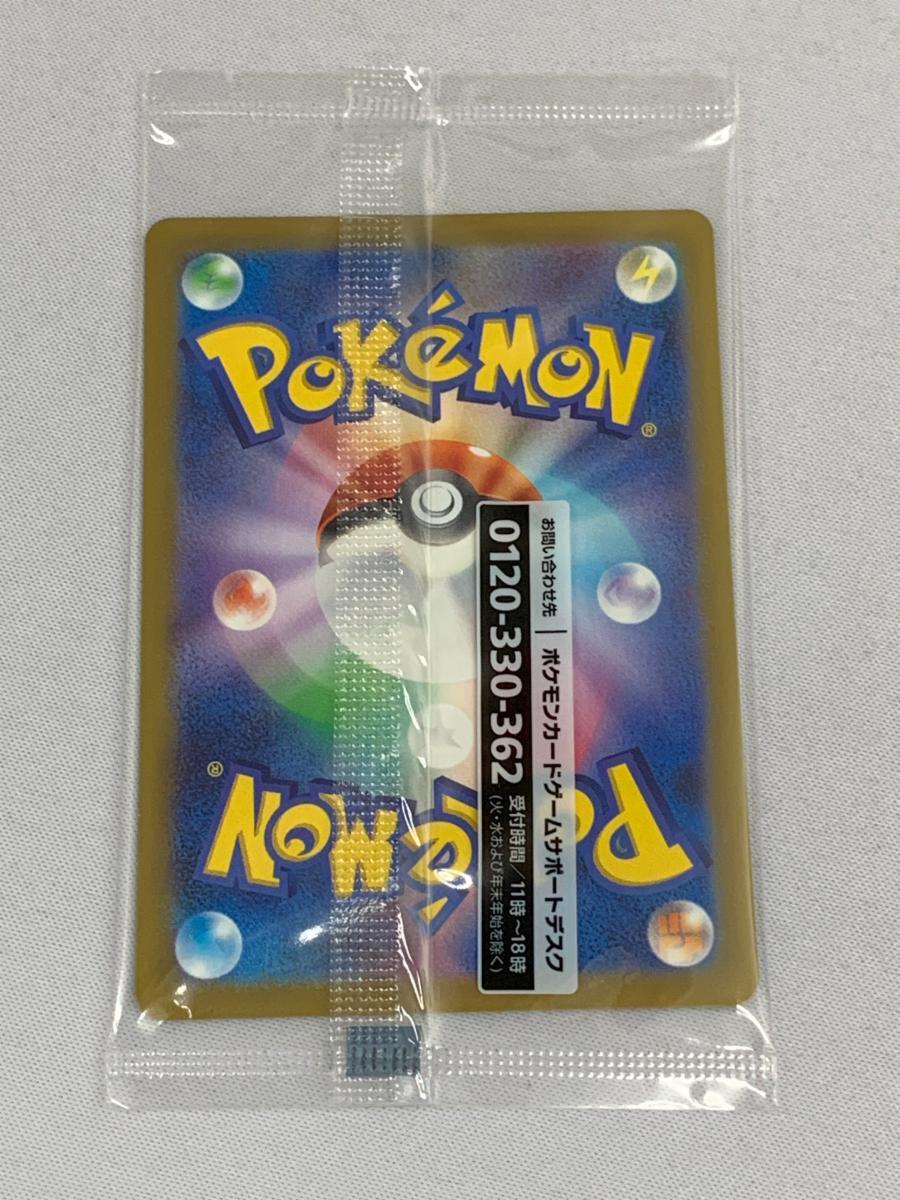 POKéMON
®
お問い合わせ先 | ポケモンカードゲームサポートデスク
0120-330-362 受付時間/11時~18時
(火・水および年末年始を除く)
POKéMON
®